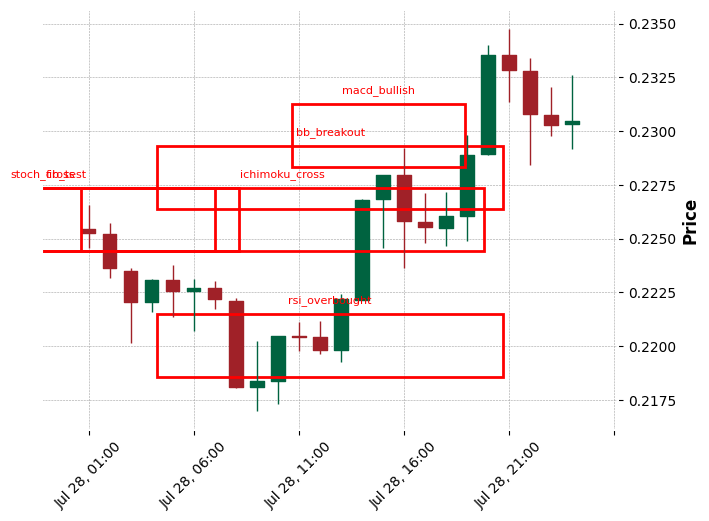 0.2350
0.2325
macd_bullish
0.2300
bb_breakout
stoch_cross
fib_test
ichimoku_cross
0.2275
Price
0.2250
0.2225
rsi_overbought
0.2200
0.2175
Jul 28, 01:00
Jul 28, 06:00
Jul 28, 11:00
Jul 28, 16:00
Jul 28, 21:00